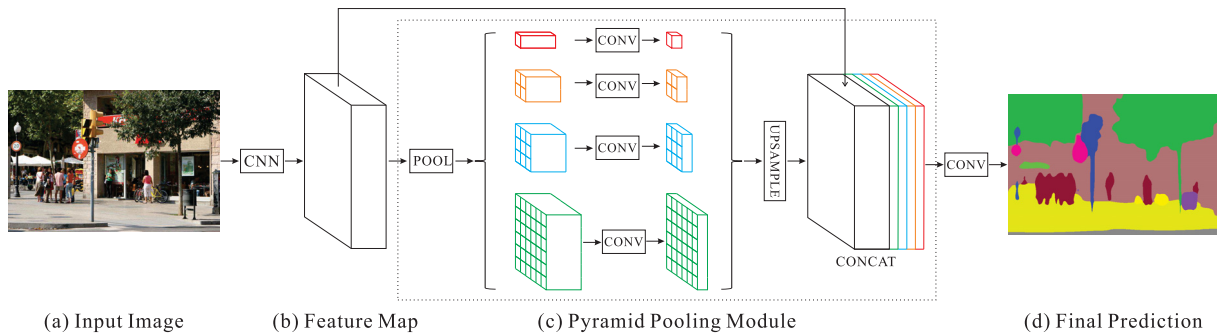 CNN
POOL
CONV
CONV
CONV
CONV
UPSAMPLE
CONCAT
CONV
(a) Input Image
(b) Feature Map
(c) Pyramid Pooling Module
(d) Final Prediction